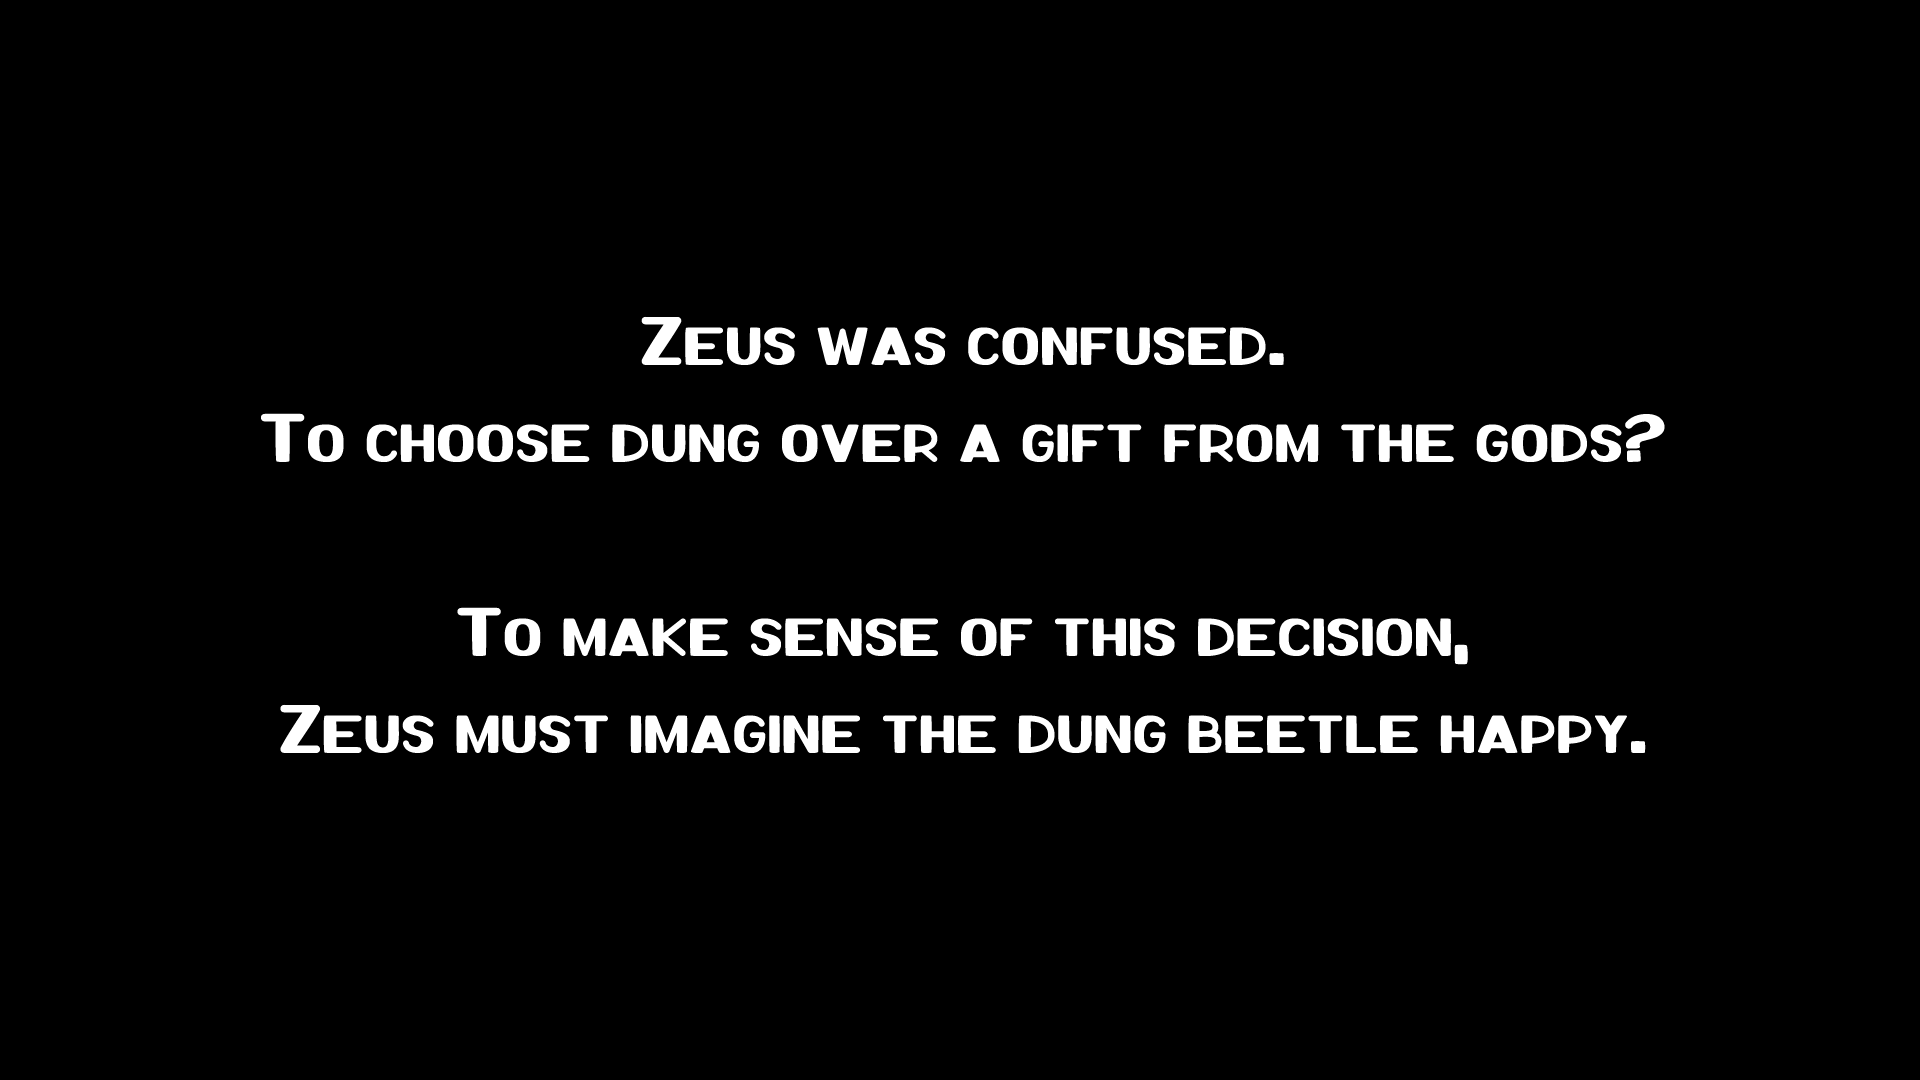 Zeus was confused.
To choose dung over a gift from the gods?
To make sense of this decision,
Zeus must imagine the dung beetle happy.